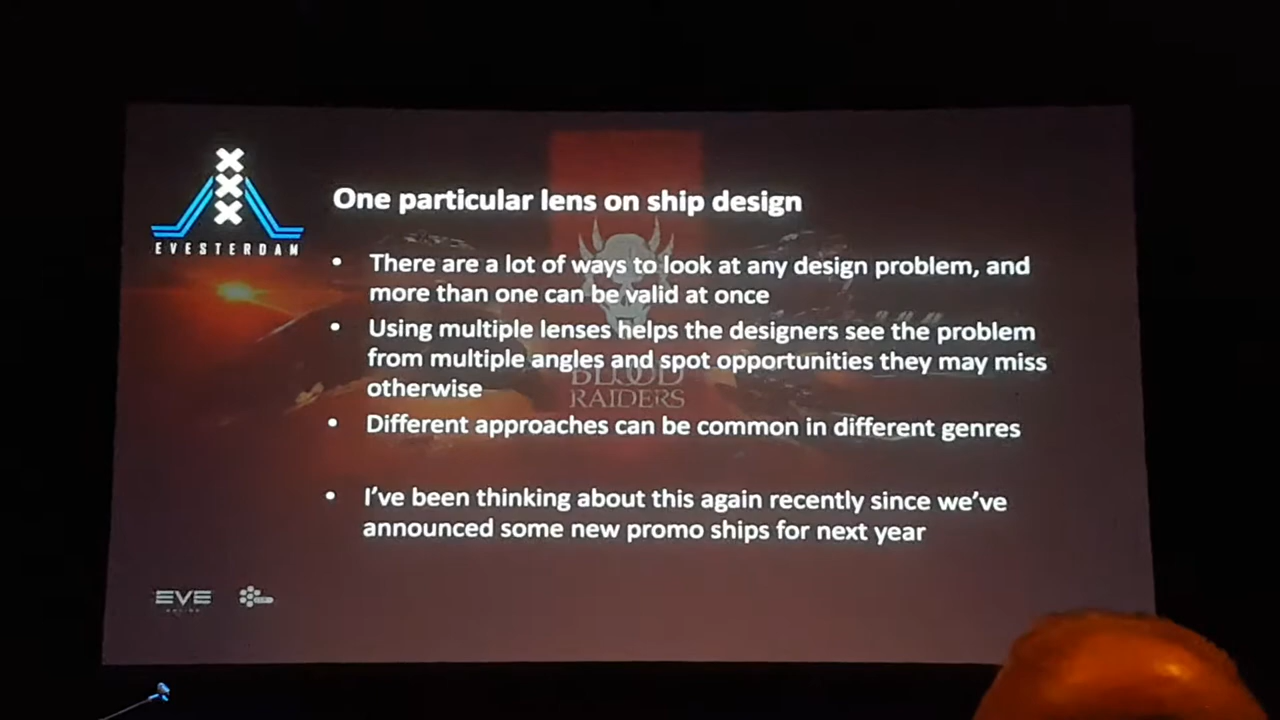 EVESTERDAM
One particular lens on ship design
• There are a lot of ways to look at any design problem, and
more than one can be valid at once
• Using multiple lenses helps the designers see the problem
from multiple angles and spot opportunities they may miss
otherwise
BLOOD
RAIDERS
• Different approaches can be common in different genres
• I've been thinking about this again recently since we've
announced some new promo ships for next year
EVE